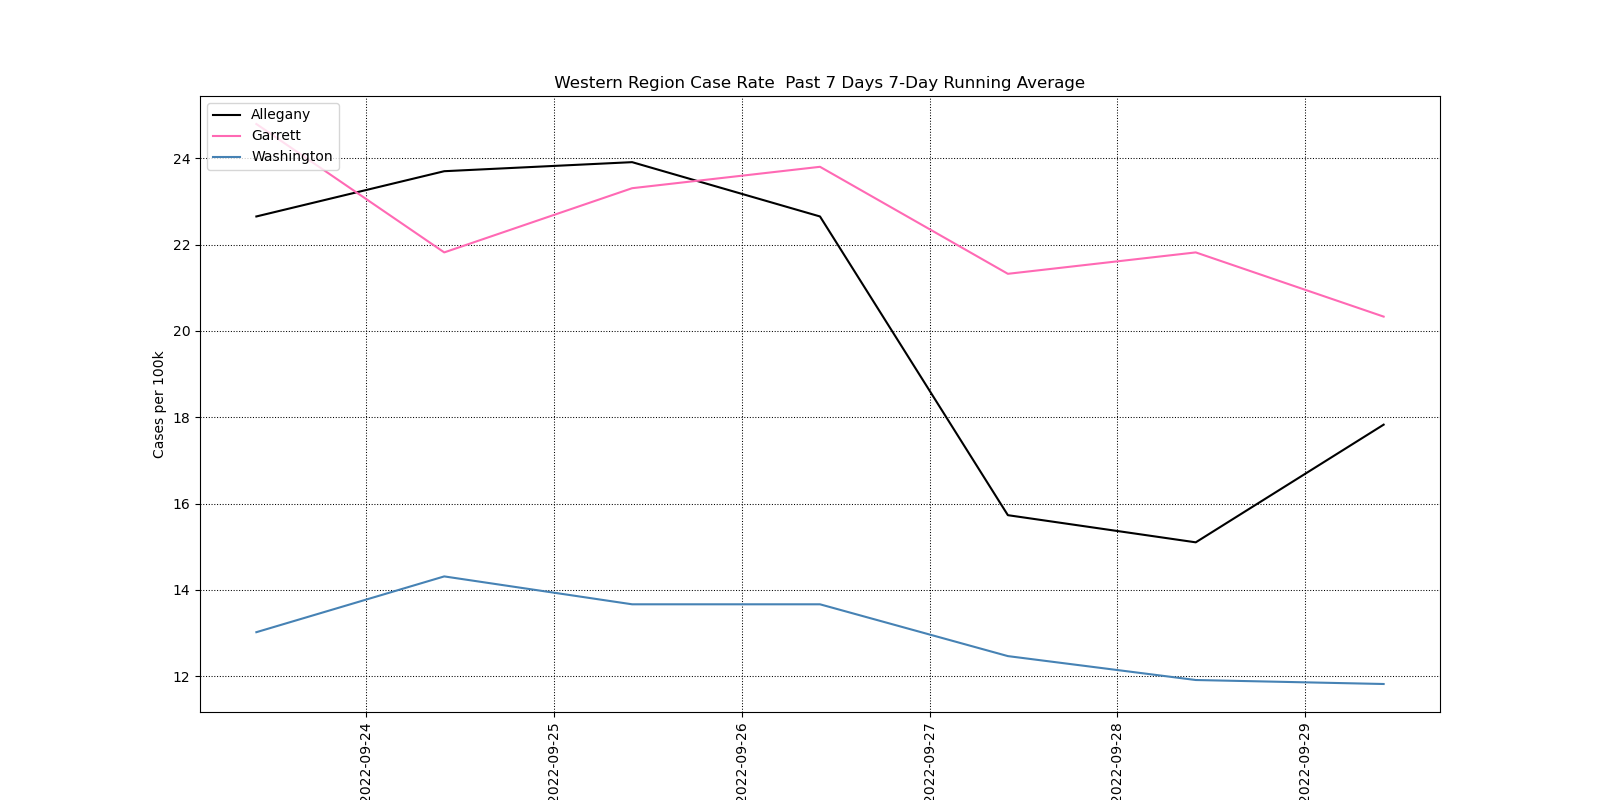 Western Region Case Rate  Past 7 Days 7-Day Running Average
Allegany
Garrett
Washington
Cases per 100k
24
22
20
18
16
14
12
2022-09-24
2022-09-25
2022-09-26
2022-09-27
2022-09-28
2022-09-29